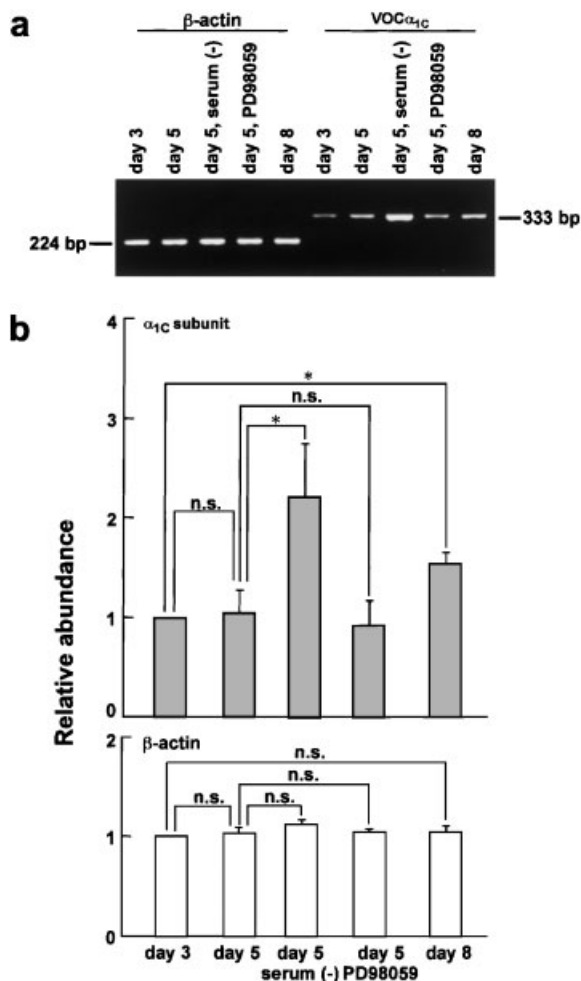 a
β-actin VOCα1C
day 3 day 5 day 5, serum (-) day 5, PD98059 day 8 day 3 day 5 day 5, serum (-) day 5, PD98059 day 8
224 bp 333 bp
b
α1C subunit
4
3
2
1
0
*
n.s.
*
n.s.
Relative abundance
β-actin
2
1
0
n.s.
n.s.
n.s. n.s.
day 3 day 5 day 5 day 5 day 8
serum (-) PD98059